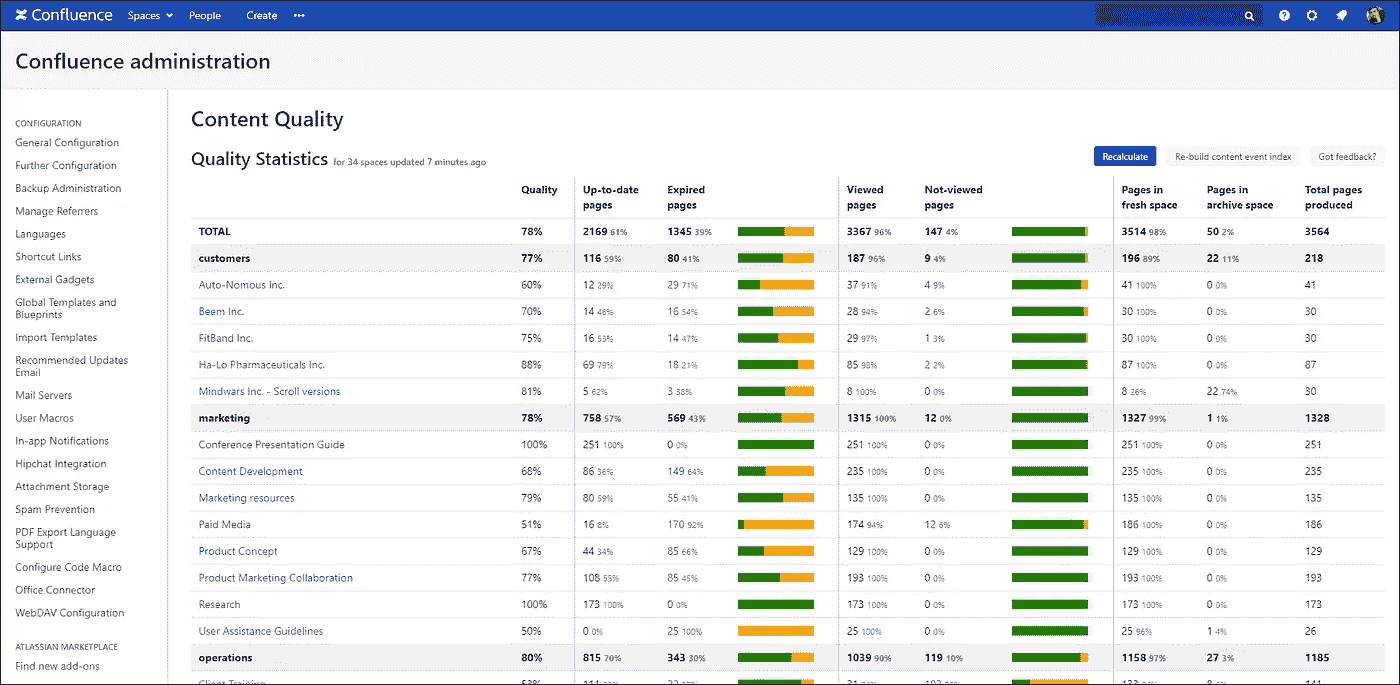 Confluence Spaces People Create •••
Confluence administration
CONFIGURATION
General Configuration
Further Configuration
Backup Administration
Manage Referrers
Languages
Shortcut Links
External Gadgets
Global Templates and
Blueprints
Import Templates
Recommended Updates
Email
Mail Servers
User Macros
In-app Notifications
Hipchat Integration
Attachment Storage
Spam Prevention
PDF Export Language
Support
Configure Code Macro
Office Connector
WebDAV Configuration
ATLASSIAN MARKETPLACE
Find new add-ons
Content Quality
Quality Statistics for 34 spaces updated 7 minutes ago
Recalculate Re-build content event index Got feedback?
Quality Up-to-date pages Expired pages Viewed pages Not-viewed pages Pages in fresh space Pages in archive space Total pages produced
TOTAL 78% 2169 61% 1345 39% 3367 96% 147 4% 3514 98% 50 2% 3564
customers 77% 116 59% 80 41% 187 96% 9 4% 196 89% 22 11% 218
Auto-Nomous Inc. 60% 12 29% 29 71% 37 91% 4 9% 41 100% 0 0% 41
Beem Inc. 70% 14 46% 16 54% 28 94% 2 6% 30 100% 0 0% 30
FitBand Inc. 75% 16 53% 14 47% 29 97% 1 3% 30 100% 0 0% 30
Ha-Lo Pharmaceuticals Inc. 88% 69 79% 18 21% 85 98% 2 2% 87 100% 0 0% 87
Mindwars Inc. - Scroll versions 81% 5 62% 3 38% 8 100% 0 0% 8 26% 22 74% 30
marketing 78% 758 57% 569 43% 1315 100% 12 0% 1327 99% 1 1% 1328
Conference Presentation Guide 100% 251 100% 0 0% 251 100% 0 0% 251 100% 0 0% 251
Content Development 68% 86 36% 149 64% 235 100% 0 0% 235 100% 0 0% 235
Marketing resources 79% 80 59% 55 41% 135 100% 0 0% 135 100% 0 0% 135
Paid Media 51% 16 8% 170 92% 174 94% 12 6% 186 100% 0 0% 186
Product Concept 67% 44 34% 85 66% 129 100% 0 0% 129 100% 0 0% 129
Product Marketing Collaboration 77% 108 55% 85 45% 193 100% 0 0% 193 100% 0 0% 193
Research 100% 173 100% 0 0% 173 100% 0 0% 173 100% 0 0% 173
User Assistance Guidelines 50% 0 0% 25 100% 25 100% 0 0% 25 96% 1 4% 26
operations 80% 815 70% 343 30% 1039 90% 119 10% 1158 97% 27 3% 1185
Client Training 53%